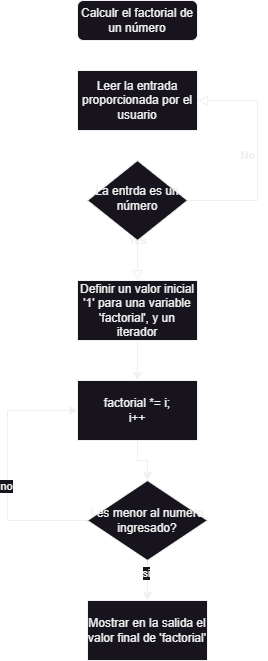 Calculr el factorial de
un número
Leer la entrada
proporcionada por el
usuario
No
La entrda es un
número
Yes
Definir un valor inicial
'1' para una variable
'factorial', y un
iterador
factorial *= i;
i++
no
es menor al numero
ingresado?
si
Mostrar en la salida el
valor final de 'factorial'